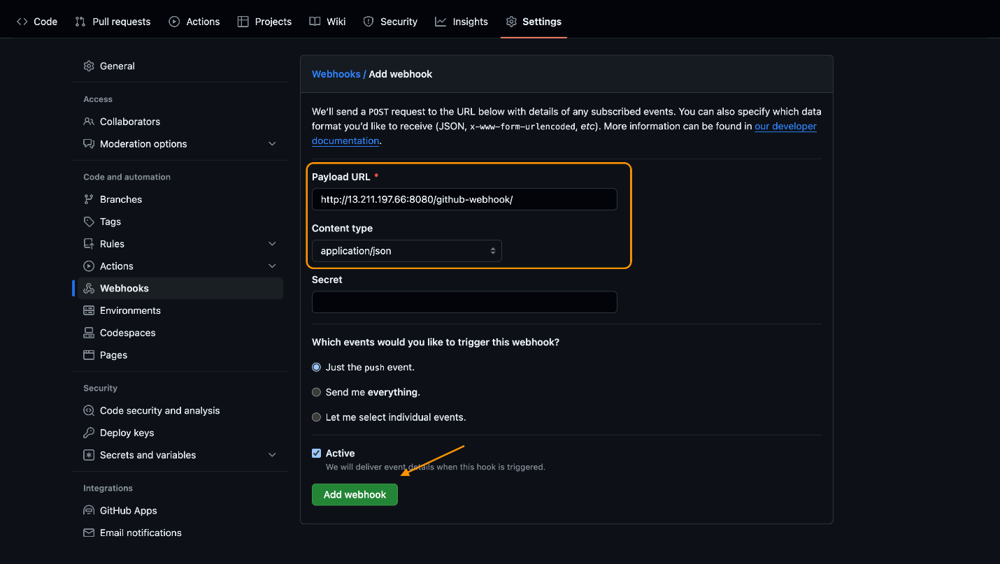 Code Pull requests Actions Projects Wiki Security Insights Settings
General
Access
Collaborators
Moderation options
Code and automation
Branches
Tags
Rules
Actions
Webhooks
Environments
Codespaces
Pages
Security
Code security and analysis
Deploy keys
Secrets and variables
Integrations
GitHub Apps
Email notifications
Webhooks / Add webhook
We’ll send a POST request to the URL below with details of any subscribed events. You can also specify which data
format you’d like to receive (JSON, x-www-form-urlencoded, etc). More information can be found in our developer
documentation.
Payload URL *
http://13.211.197.66:8080/github-webhook/
Content type
application/json
Secret
Which events would you like to trigger this webhook?
Just the push event.
Send me everything.
Let me select individual events.
Active
We will deliver event details when this hook is triggered.
Add webhook